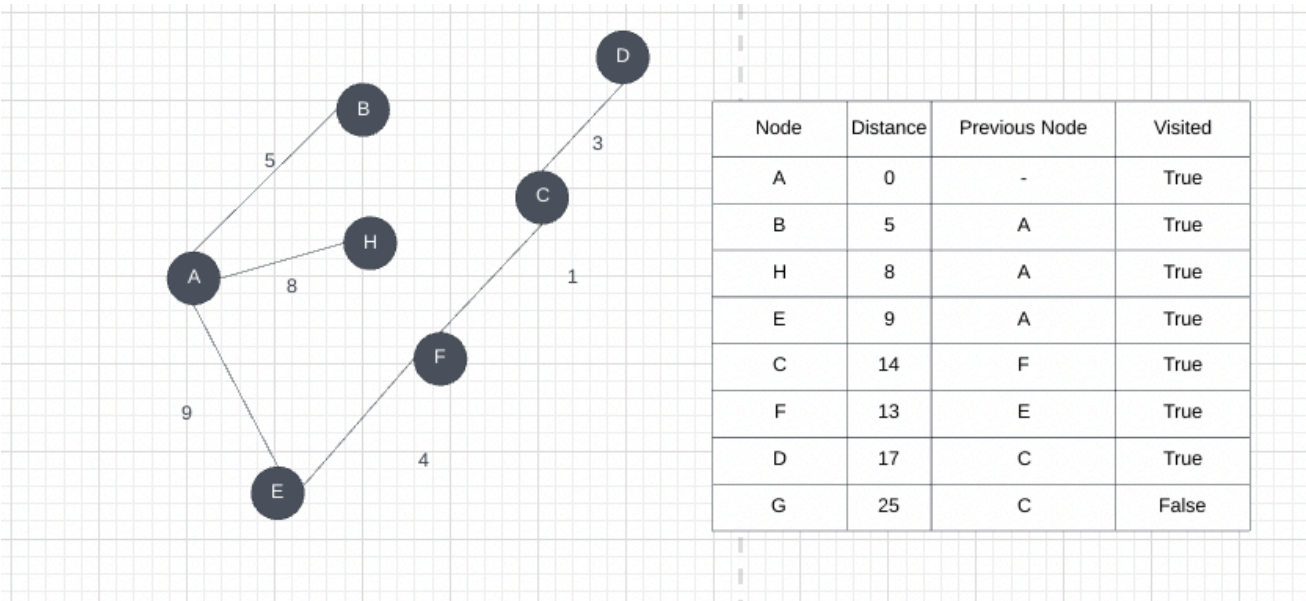 D
B
5
3
C
H
A
8
1
F
9
4
E
Node Distance Previous Node Visited
A 0 - True
B 5 A True
H 8 A True
E 9 A True
C 14 F True
F 13 E True
D 17 C True
G 25 C False